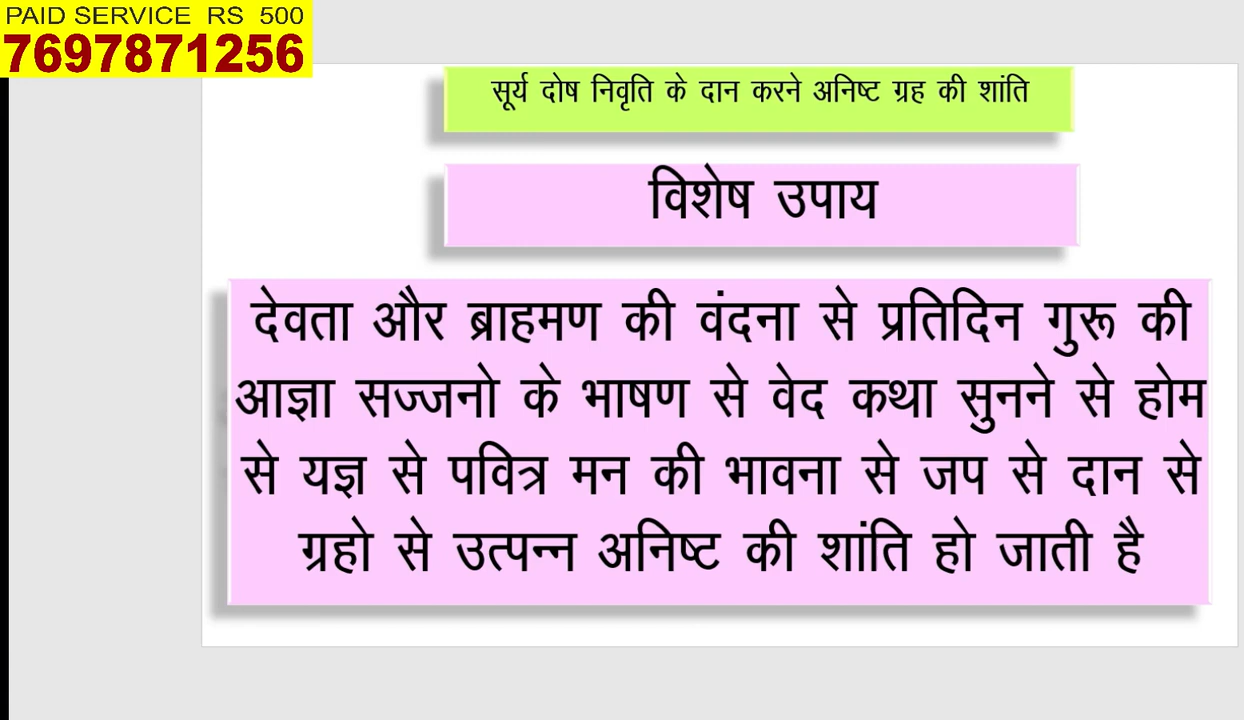 PAID SERVICE RS 500
7697871256
सूर्य दोष निवृति के दान करने अनिष्ट ग्रह की शांति
विशेष उपाय
देवता और ब्राहमण की वंदना से प्रतिदिन गुरू की
आज्ञा सज्जनो के भाषण से वेद कथा सुनने से होम
से यज्ञ से पवित्र मन की भावना से जप से दान से
ग्रहो से उत्पन्न अनिष्ट की शांति हो जाती है